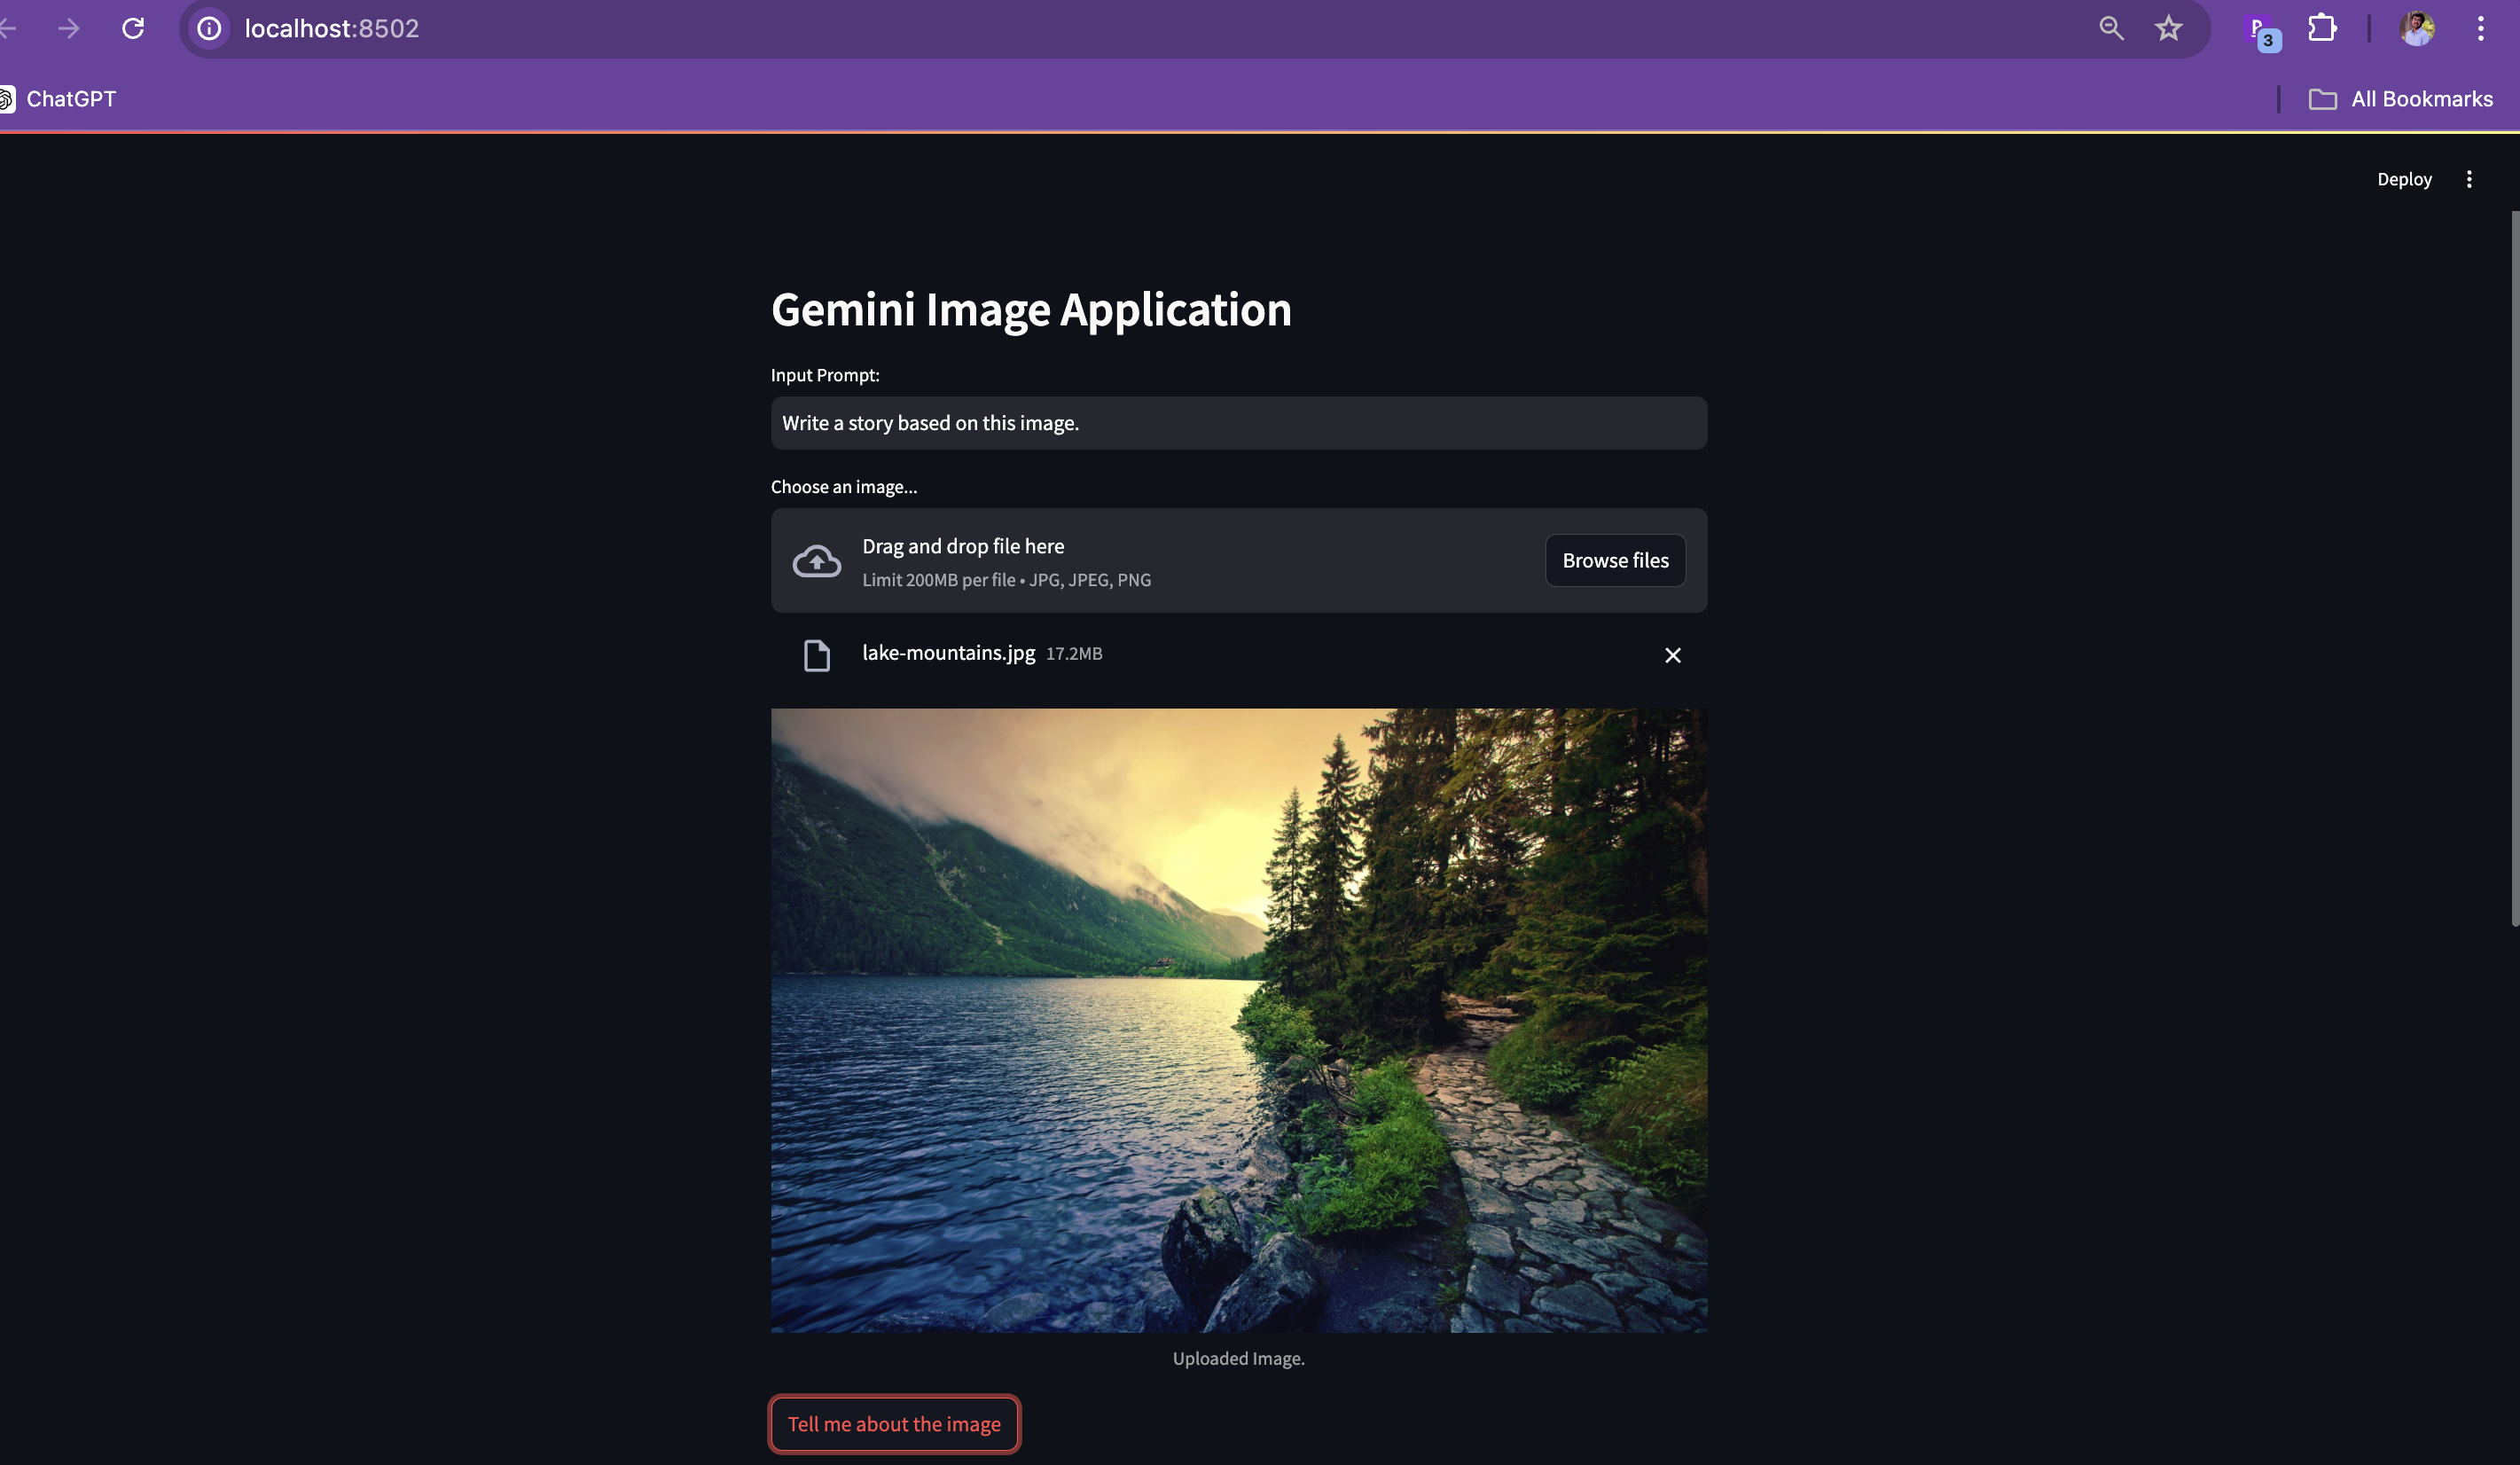 localhost:8502
3
ChatGPT
All Bookmarks
Deploy
Gemini Image Application
Input Prompt:
Write a story based on this image.
Choose an image...
Drag and drop file here
Limit 200MB per file • JPG, JPEG, PNG
Browse files
lake-mountains.jpg 17.2MB
Uploaded Image.
Tell me about the image